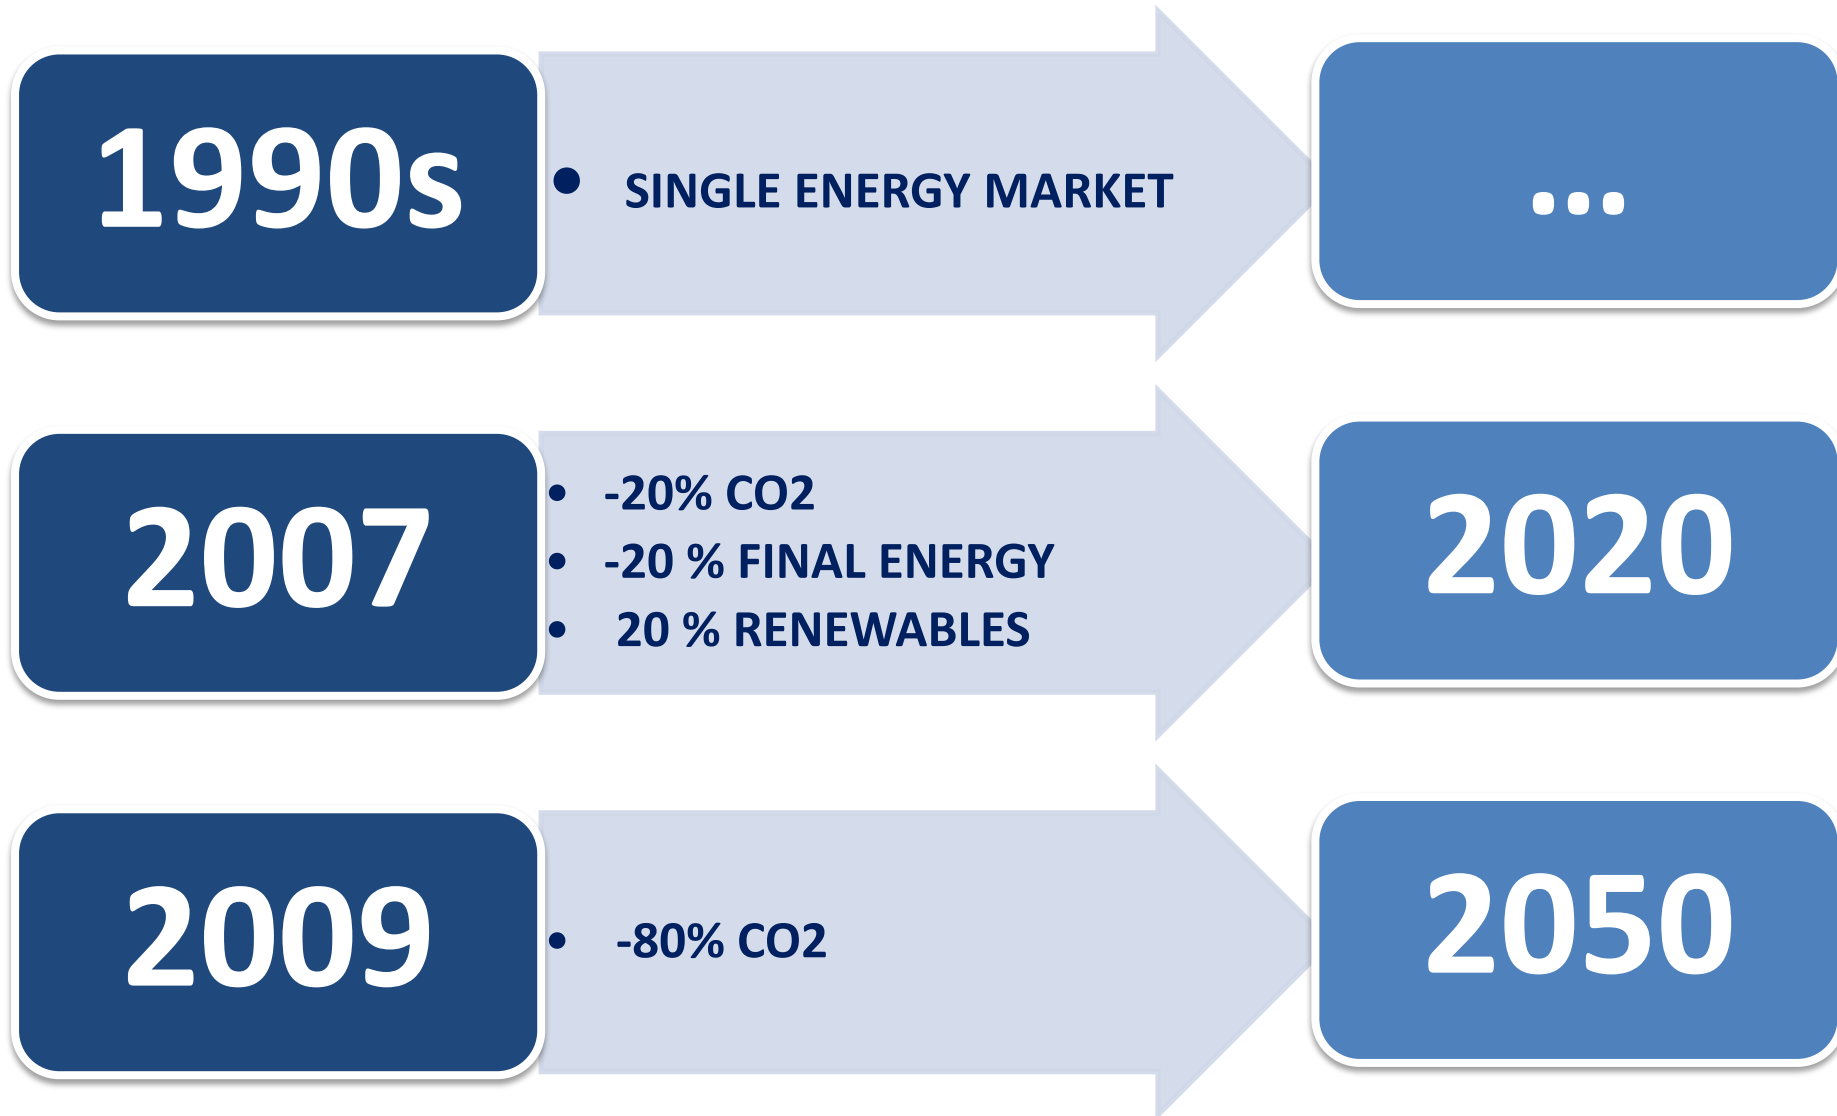 1990s
• SINGLE ENERGY MARKET
...
2007
• -20% CO2
• -20 % FINAL ENERGY
• 20 % RENEWABLES
2020
2009
• -80% CO2
2050